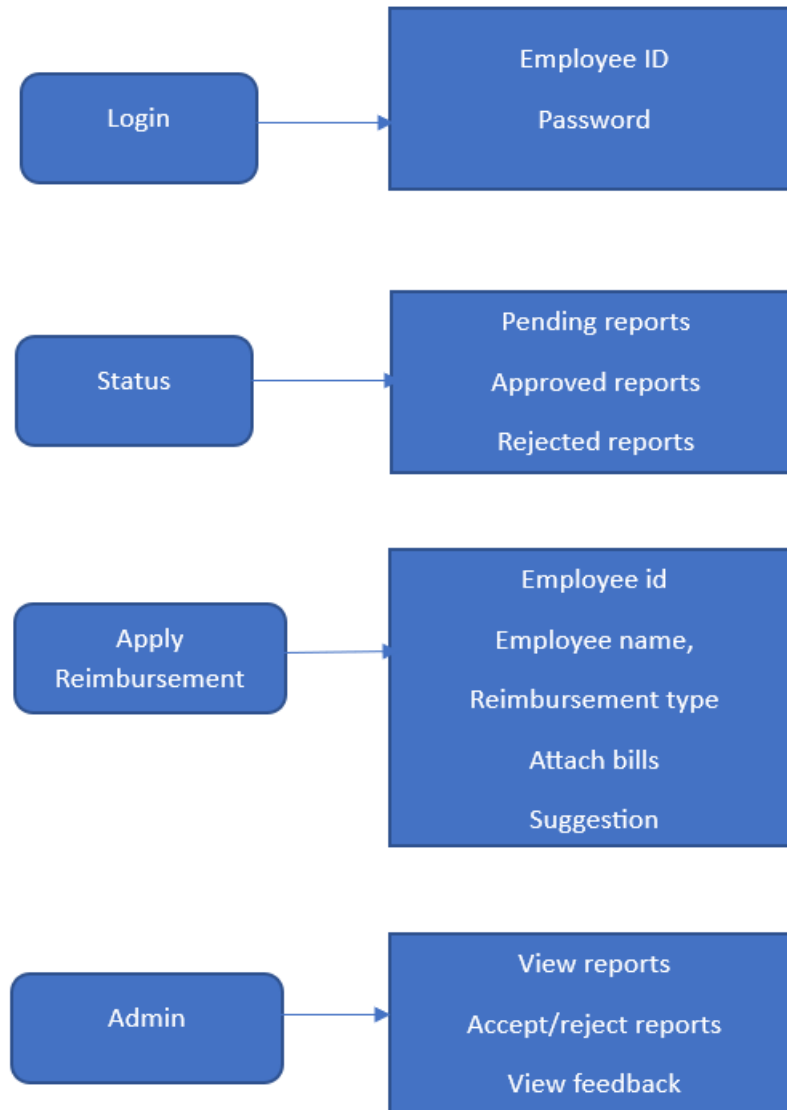 Login
Employee ID
Password
Status
Pending reports
Approved reports
Rejected reports
Apply
Reimbursement
Employee id
Employee name,
Reimbursement type
Attach bills
Suggestion
Admin
View reports
Accept/reject reports
View feedback